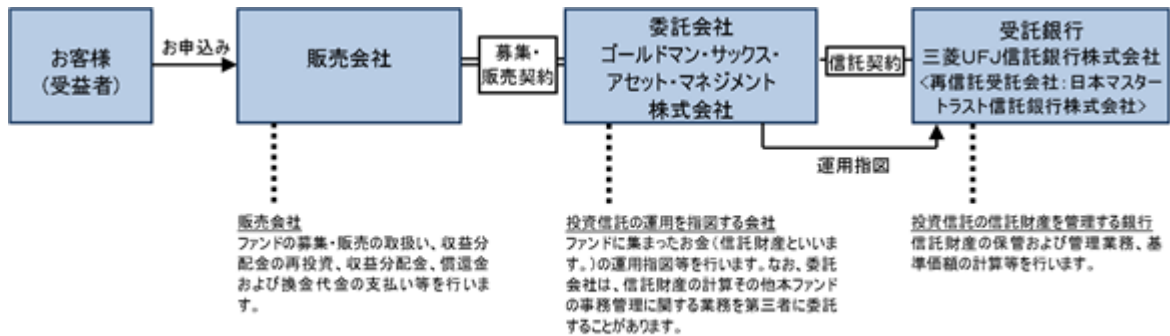 お客様
(受益者)
お申込み
販売会社
募集・
販売契約
委託会社
ゴールドマン・サックス・
アセット・マネジメント
株式会社
信託契約
受託銀行
三菱UFJ信託銀行株式会社
<再信託受託会社:日本マスター
トラスト信託銀行株式会社>
運用指図
販売会社
ファンドの募集・販売の取扱い、収益分
配金の再投資、収益分配金、償還金
および換金代金の支払い等を行いま
す。
投資信託の運用を指図する会社
ファンドに集まったお金(信託財産といいま
す。)の運用指図等を行います。なお、委託
会社は、信託財産の計算その他本ファンド
の事務管理に関する業務を第三者に委託
することがあります。
投資信託の信託財産を管理する銀行
信託財産の保管および管理業務、基
準価額の計算等を行います。